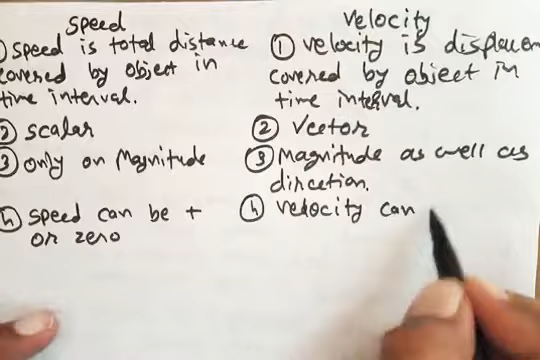 speed
① speed is total distance
covered by object in
time interval.
② scalar
③ only on Magnitude
④ speed can be +
or zero
velocity
① velocity is displacem
covered by object in
time interval.
② Vector
③ Magnitude as well as
dircetion.
④ velocity can